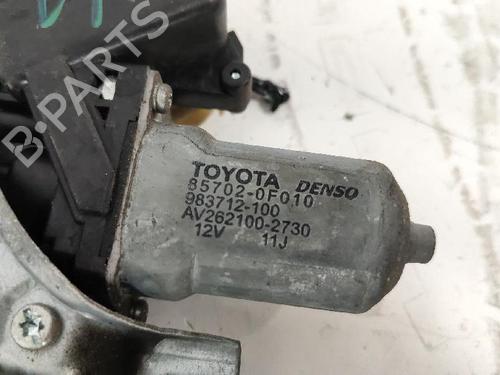 B-PARTS
TOYOTA DENSO
85702-0F010
983712-100
AV262100-2730
12V 11J